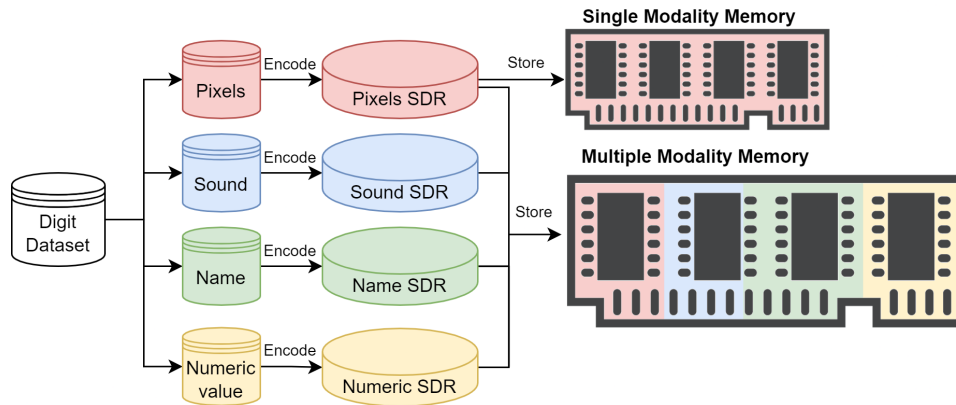 Single Modality Memory
Encode
Store
Pixels
Pixels SDR
Multiple Modality Memory
Encode
Sound
Sound SDR
Digit
Dataset
Store
Encode
Name
Name SDR
Encode
Numeric
value
Numeric SDR